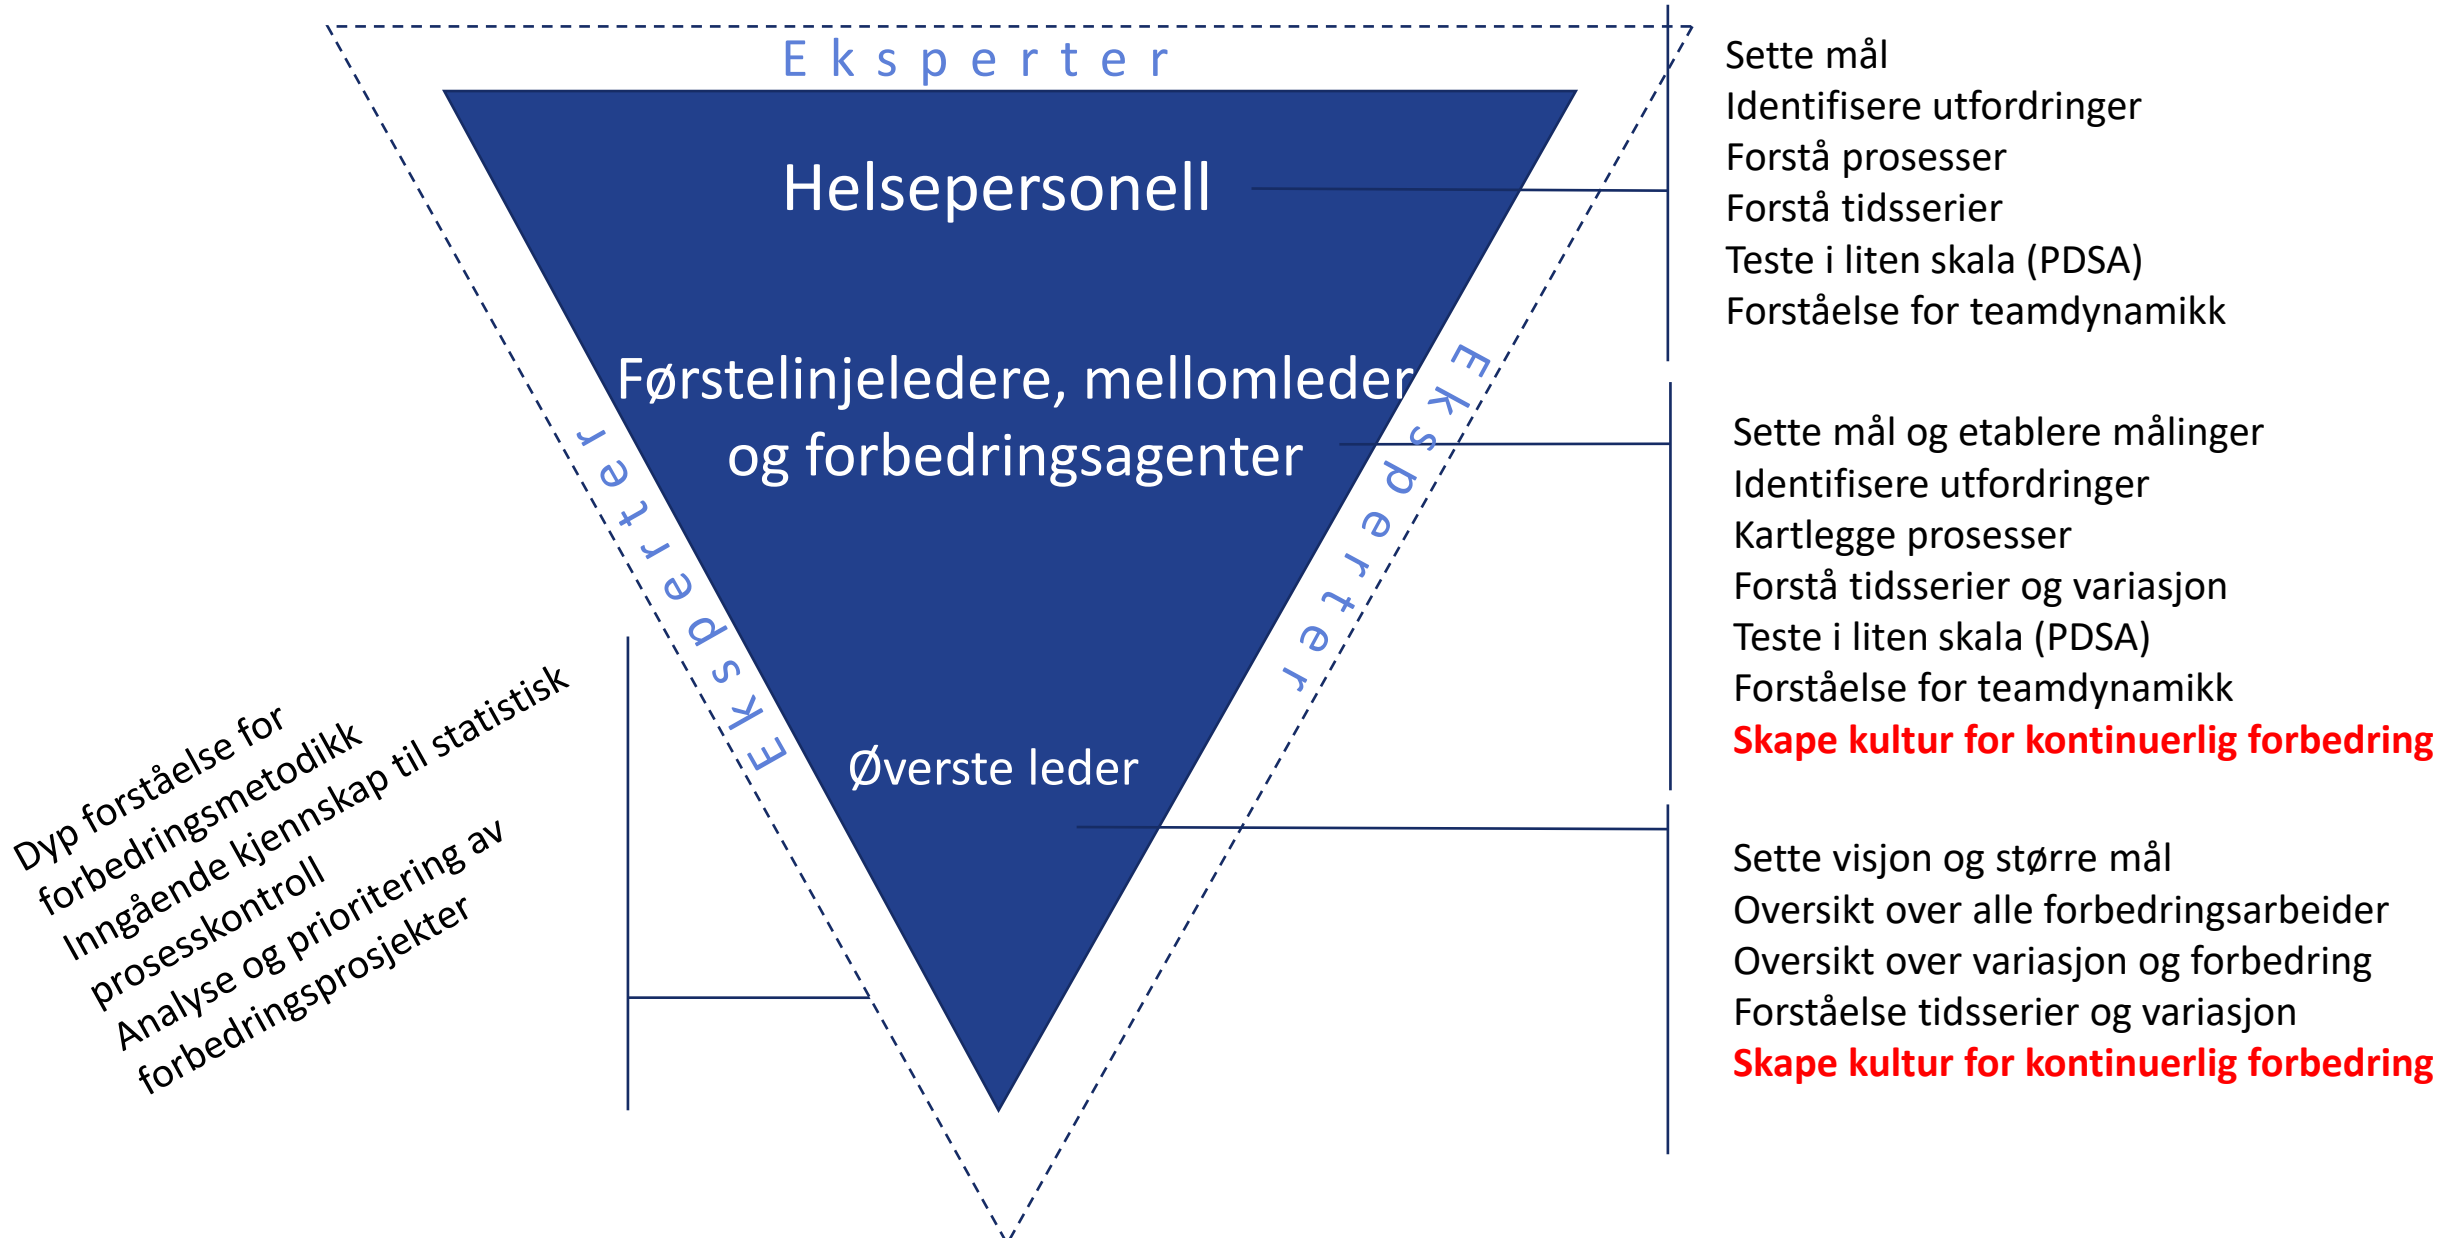 Eksperter
Helsepersonell
Førstelinjeledere, mellomleder
og forbedringsagenter
Øverste leder
Eksperter
Eksperter
Sette mål
Identifisere utfordringer
Forstå prosesser
Forstå tidsserier
Teste i liten skala (PDSA)
Forståelse for teamdynamikk
Sette mål og etablere målinger
Identifisere utfordringer
Kartlegge prosesser
Forstå tidsserier og variasjon
Teste i liten skala (PDSA)
Forståelse for teamdynamikk
Skape kultur for kontinuerlig forbedring
Sette visjon og større mål
Oversikt over alle forbedringsarbeider
Oversikt over variasjon og forbedring
Forståelse tidsserier og variasjon
Skape kultur for kontinuerlig forbedring
Dyp forståelse for
forbedringsmetodikk
Inngående kjennskap til statistisk
prosesskontroll
Analyse og prioritering av
forbedringsprosjekter